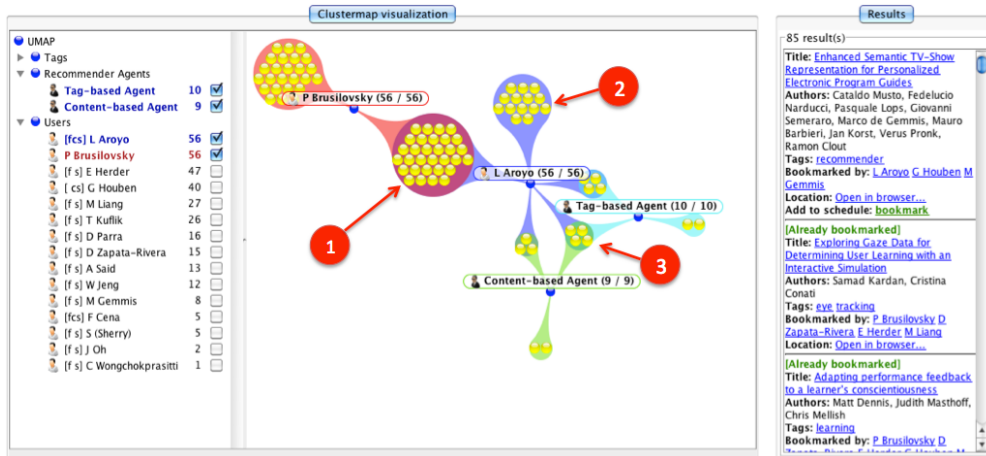 Clustermap visualization
UMAP
Tags
Recommender Agents
Tag-based Agent 10
Content-based Agent 9
Users
[fcs] L Aroyo 56
P Brusilovsky 56
[f s] E Herder 47
[ cs] G Houben 40
[f s] M Liang 27
[f s] T Kuflik 26
[f s] D Parra 16
[f s] D Zapata-Rivera 15
[f s] A Said 13
[f s] W Jeng 12
[f s] M Gemmis 8
[fcs] F Cena 5
[f s] S (Sherry) 5
[f s] J Oh 2
[f s] C Wongchokprasitti 1
P Brusilovsky (56 / 56)
2
L Aroyo (56 / 56)
Tag-based Agent (10 / 10)
1
3
Content-based Agent (9 / 9)
Results
85 result(s)
Title: Enhanced Semantic TV-Show
Representation for Personalized
Electronic Program Guides
Authors: Cataldo Musto, Fedelucio
Narducci, Pasquale Lops, Giovanni
Semeraro, Marco de Gemmis, Mauro
Barbieri, Jan Korst, Verus Pronk,
Ramon Clout
Tags: recommender
Bookmarked by: L Aroyo G Houben M
Gemmis
Location: Open in browser...
Add to schedule: bookmark
[Already bookmarked]
Title: Exploring Gaze Data for
Determining User Learning with an
Interactive Simulation
Authors: Samad Kardan, Cristina
Conati
Tags: eye tracking
Bookmarked by: P Brusilovsky D
Zapata-Rivera E Herder M Liang
Location: Open in browser...
[Already bookmarked]
Title: Adapting performance feedback
to a learner's conscientiousness
Authors: Matt Dennis, Judith Masthoff,
Chris Mellish
Tags: learning
Bookmarked by: P Brusilovsky D
Zapata-Rivera E Herder G Houben M